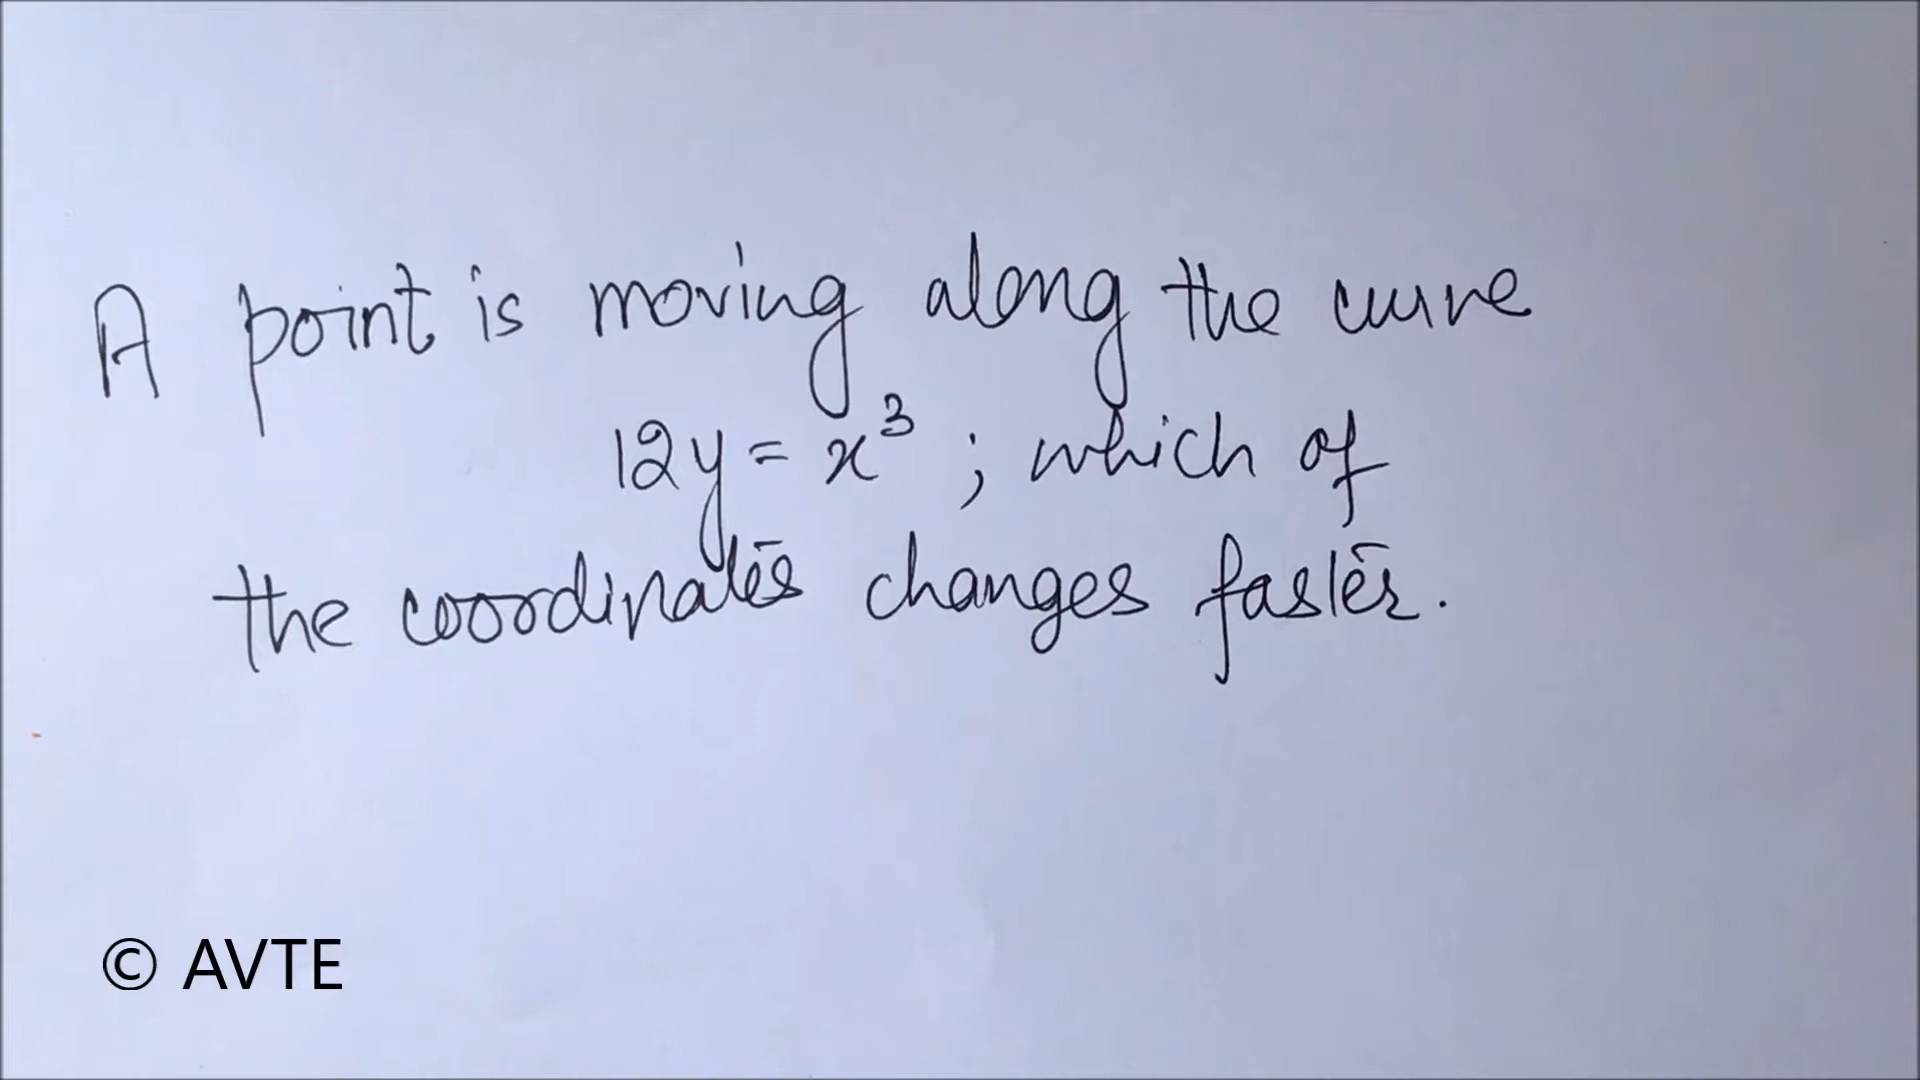 A point is moving along the curve
12y = x³ ; which of
the coordinates changes faster.
© AVTE